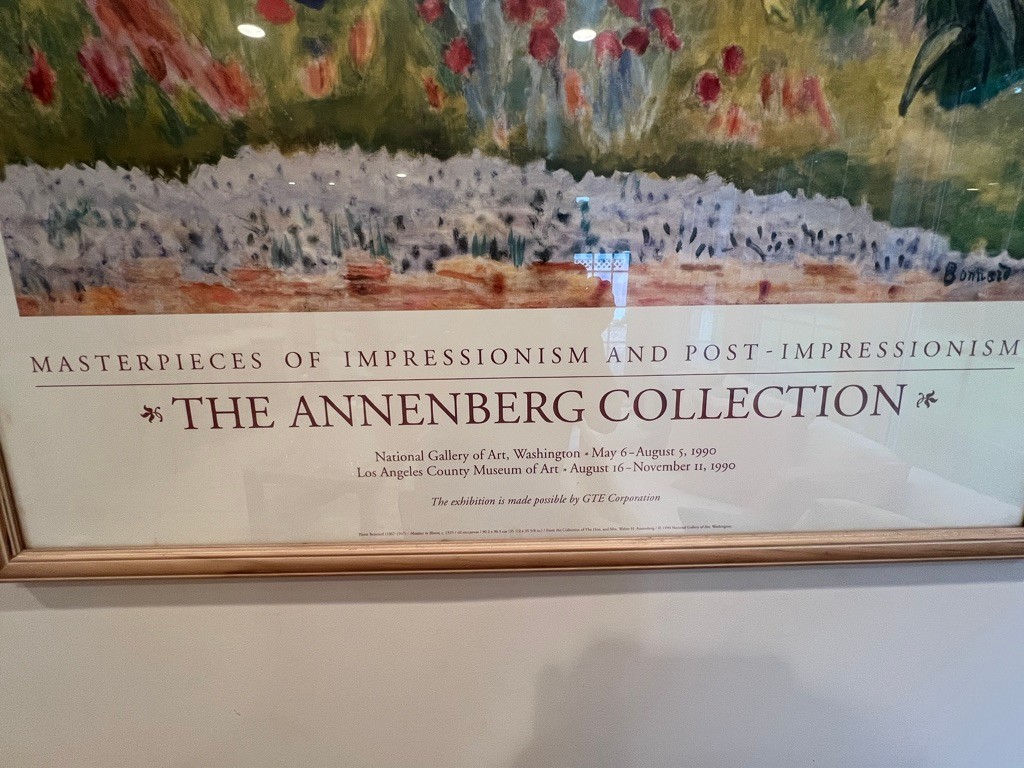 Bonnard
MASTERPIECES OF IMPRESSIONISM AND POST-IMPRESSIONISM
THE ANNENBERG COLLECTION
National Gallery of Art, Washington • May 6–August 5, 1990
Los Angeles County Museum of Art • August 16–November 11, 1990
The exhibition is made possible by GTE Corporation
Pierre Bonnard